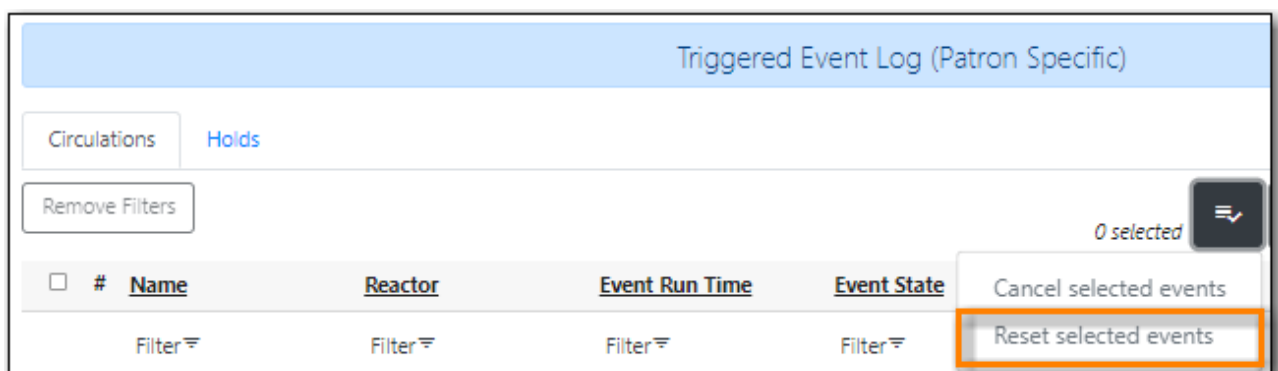 Triggered Event Log (Patron Specific)
Circulations Holds
Remove Filters
0 selected
# Name Reactor Event Run Time Event State
Cancel selected events
Filter Filter Filter Filter
Reset selected events